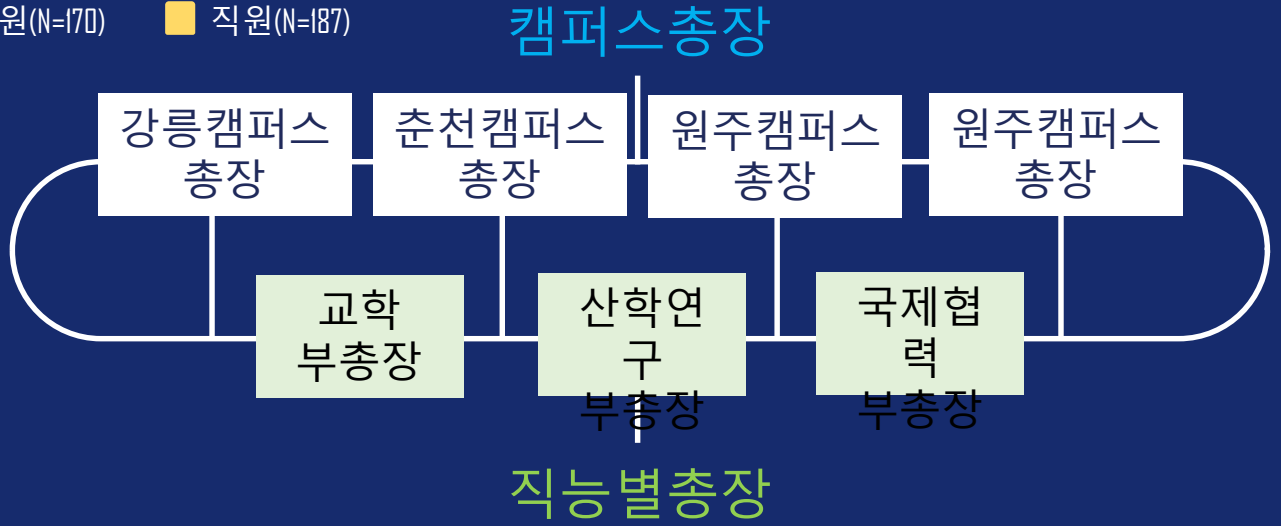 원(N=170) 직원(N=187)
캠퍼스총장
강릉캠퍼스
총장
춘천캠퍼스
총장
원주캠퍼스
총장
원주캠퍼스
총장
교학
부총장
산학연
구
부총장
국제협
력
부총장
직능별총장